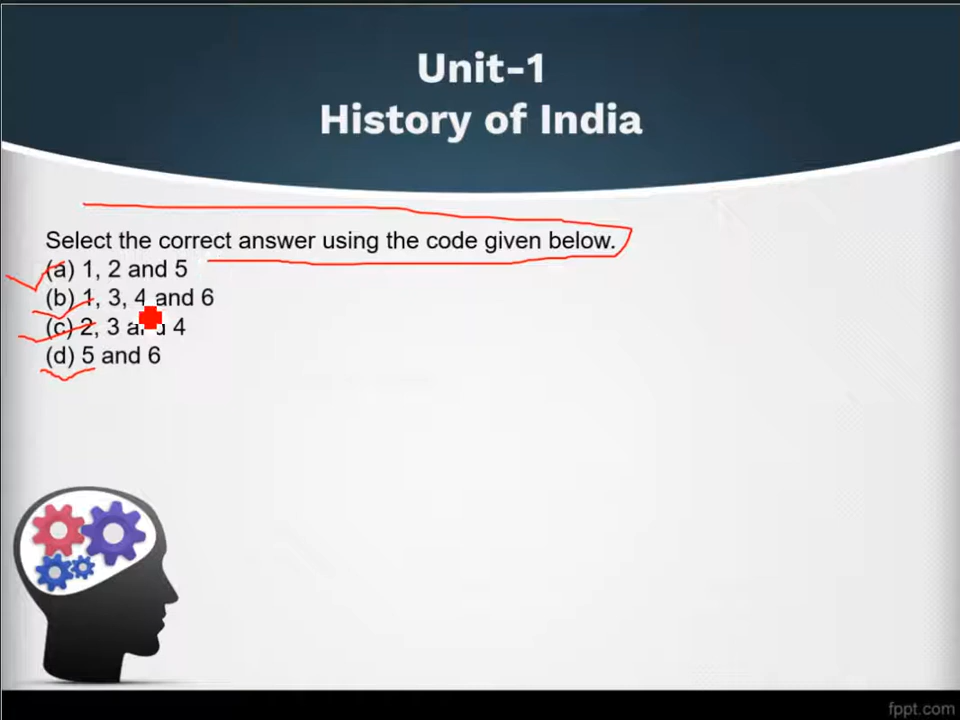 Unit-1
History of India
Select the correct answer using the code given below.
(a) 1, 2 and 5
(b) 1, 3, 4 and 6
(c) 2, 3 and 4
(d) 5 and 6
fppt.com